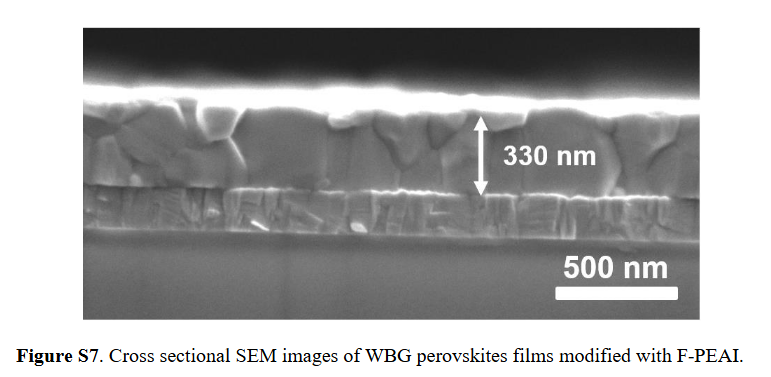 330 nm
500 nm
Figure S7. Cross sectional SEM images of WBG perovskites films modified with F-PEAI.